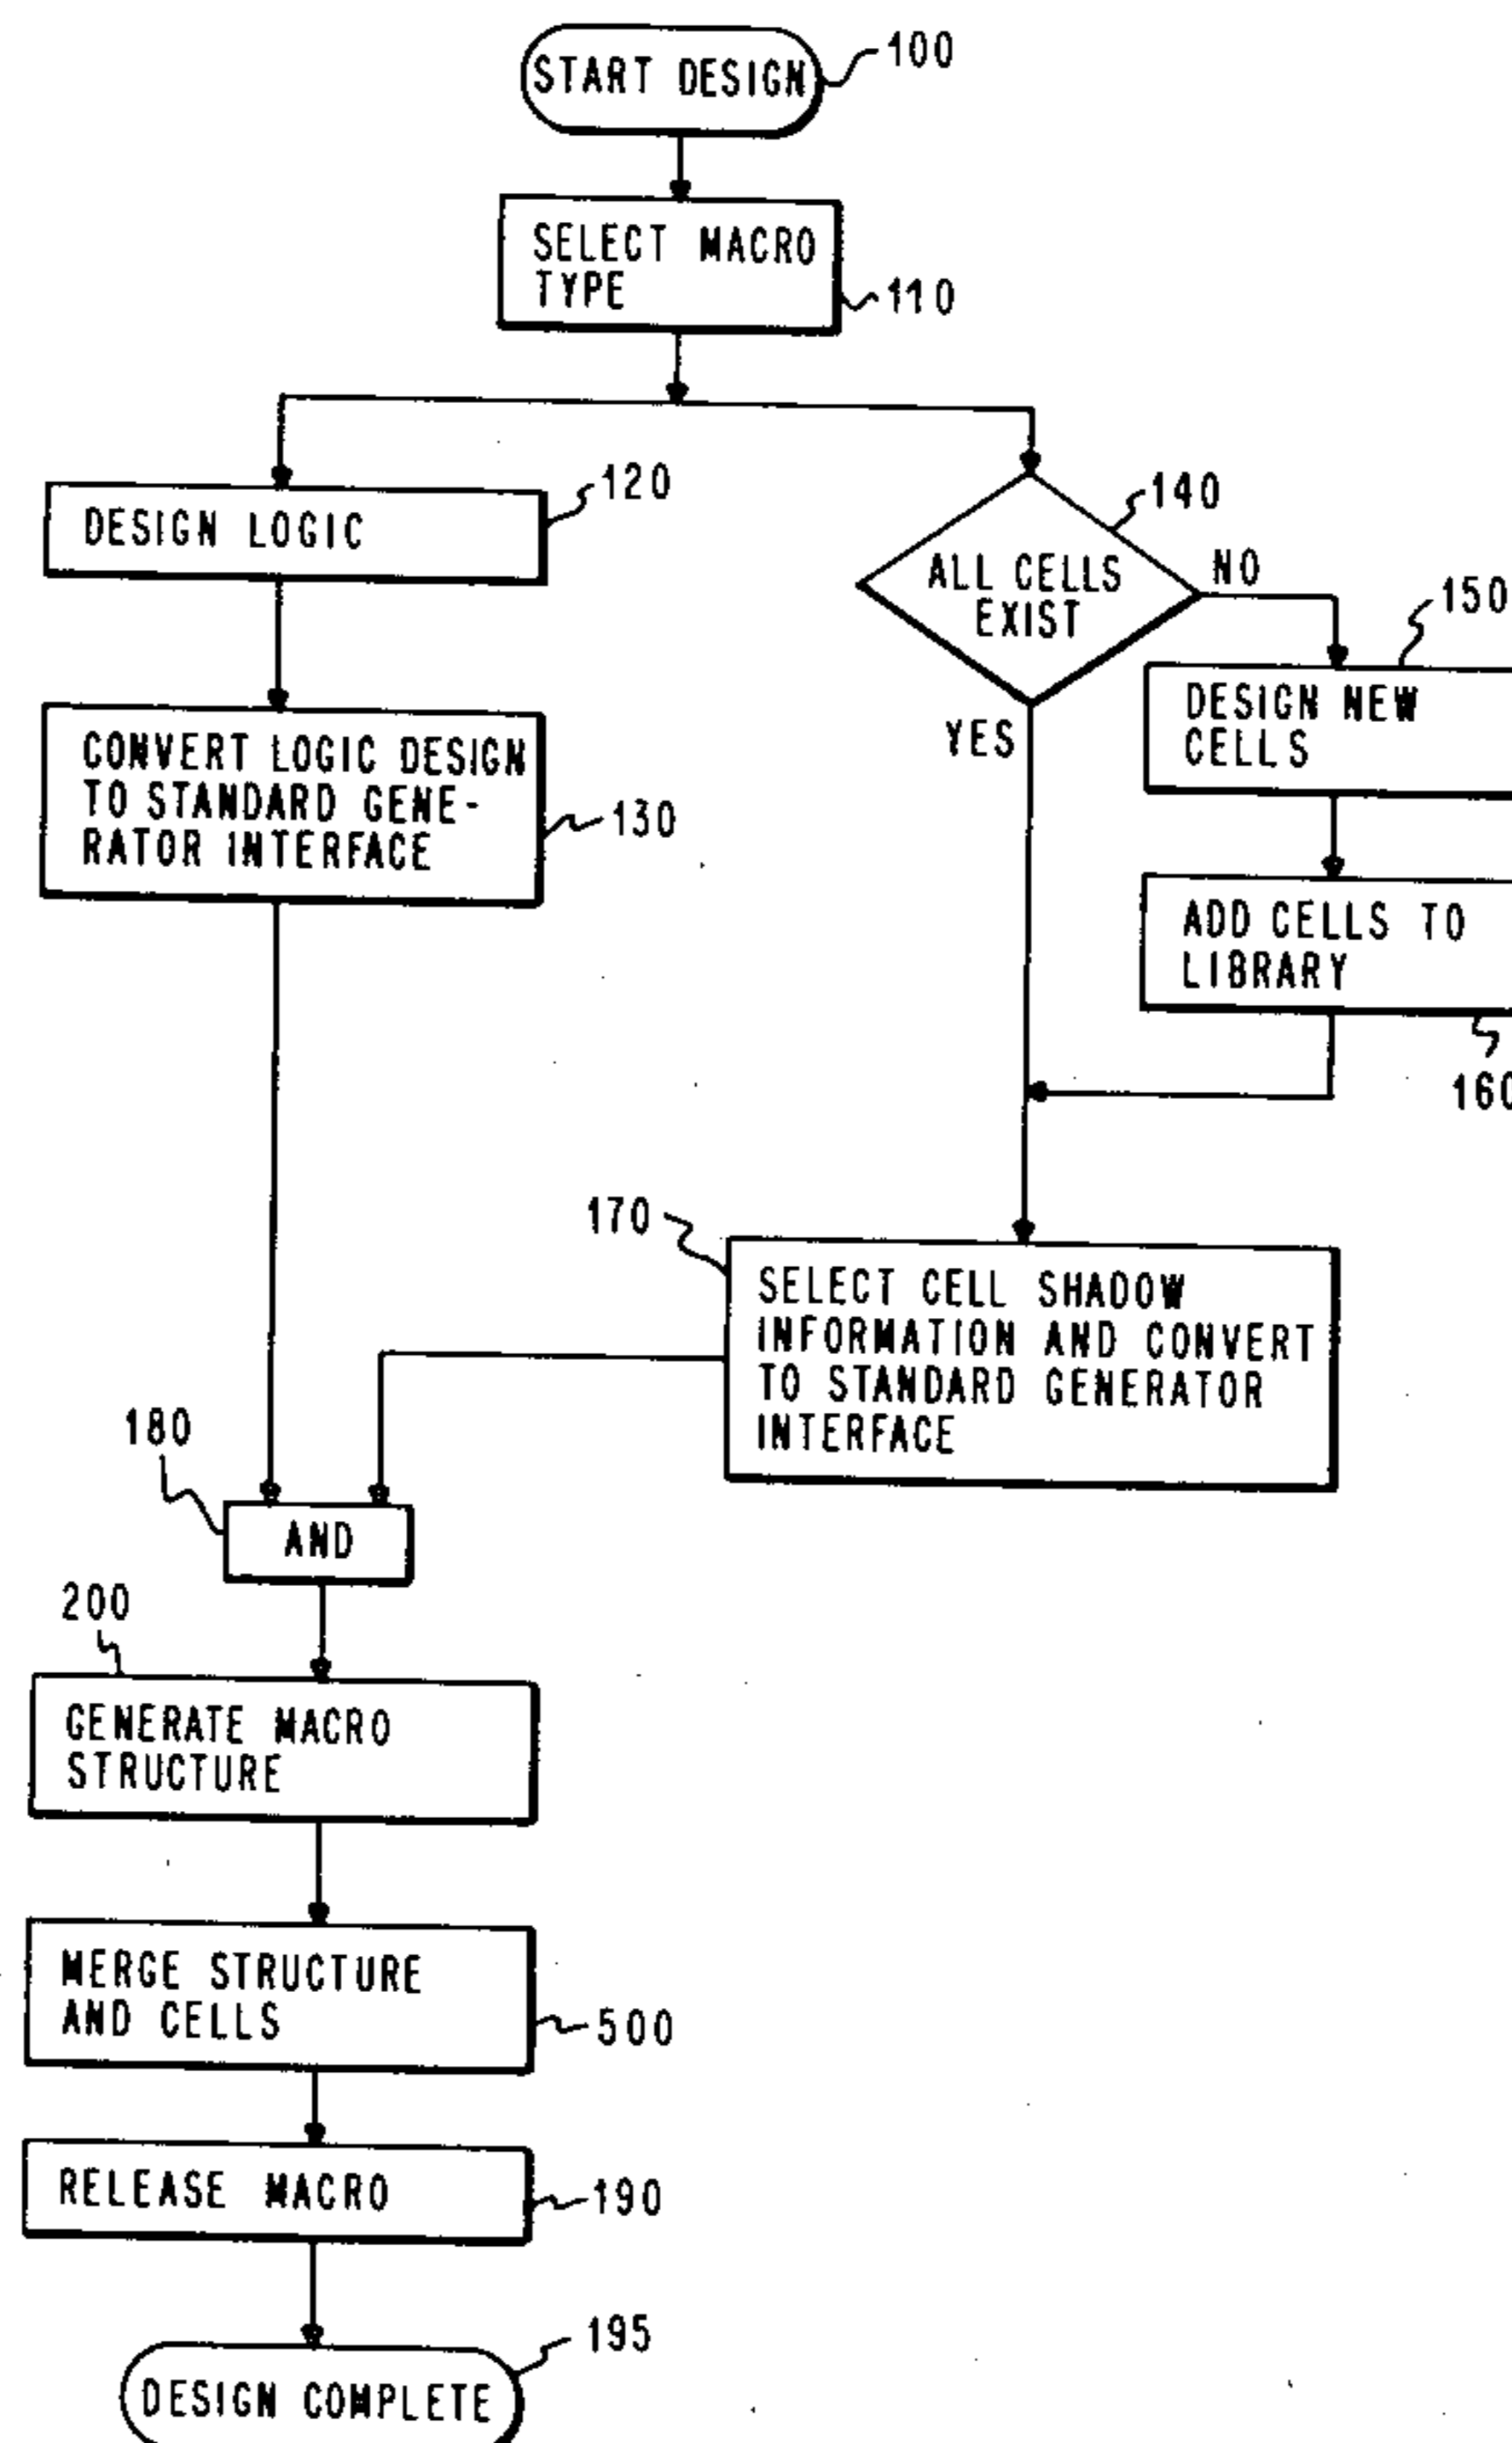 START DESIGN
100
SELECT MACRO
TYPE
110
DESIGN LOGIC
120
ALL CELLS
EXIST
140
NO
YES
150
DESIGN NEW
CELLS
CONVERT LOGIC DESIGN
TO STANDARD GENE-
RATOR INTERFACE
130
ADD CELLS TO
LIBRARY
160
170
SELECT CELL SHADOW
INFORMATION AND CONVERT
TO STANDARD GENERATOR
INTERFACE
180
AND
200
GENERATE MACRO
STRUCTURE
MERGE STRUCTURE
AND CELLS
500
RELEASE MACRO
190
195
DESIGN COMPLETE